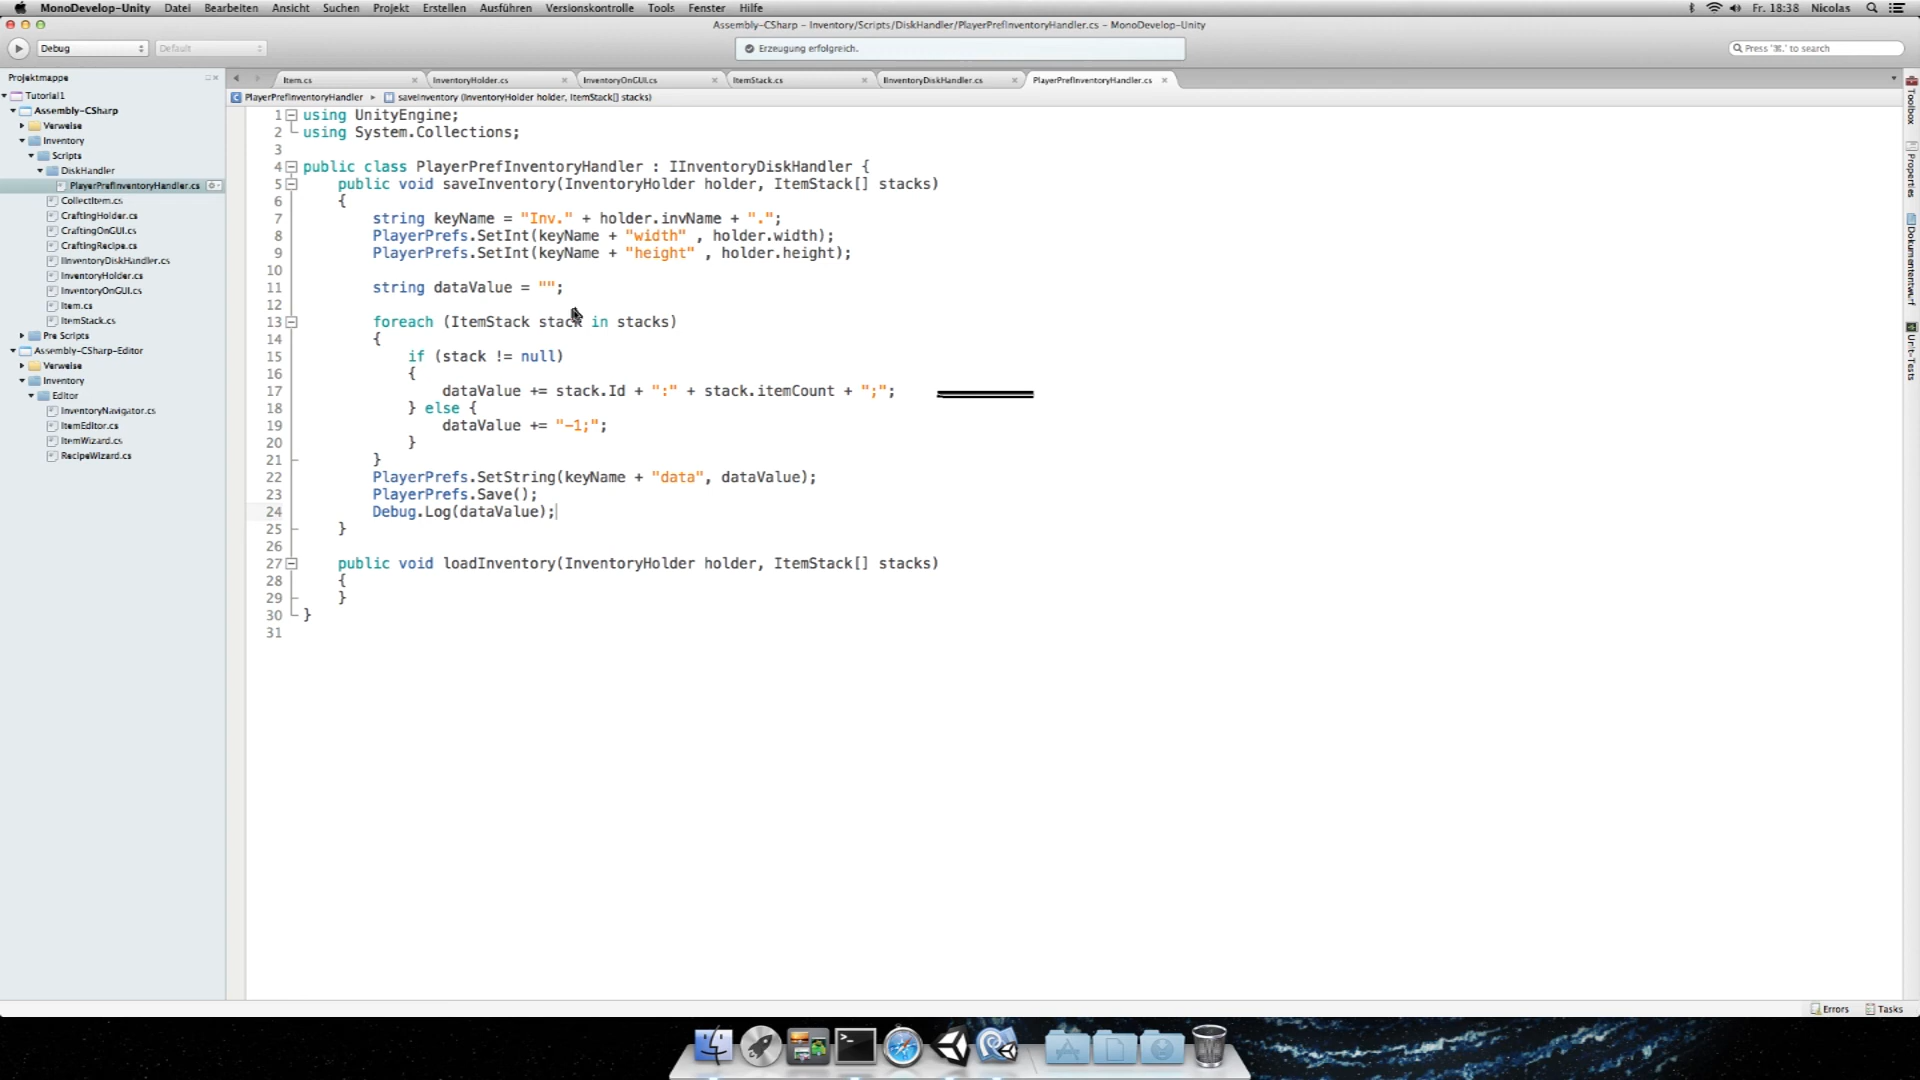 MonoDevelop-Unity Datei Bearbeiten Ansicht Suchen Projekt Erstellen Ausführen Versionskontrolle Tools Fenster Hilfe Fr. 18:38 Nicolas
Assembly-CSharp – Inventory/Scripts/DiskHandler/PlayerPrefInventoryHandler.cs – MonoDevelop-Unity
Debug Default Erzeugung erfolgreich. Press '⌘.' to search
Projektmappe
Tutorial1
Assembly-CSharp
Verweise
Inventory
Scripts
DiskHandler
PlayerPrefInventoryHandler.cs
CollectItem.cs
CraftingHolder.cs
CraftingOnGUI.cs
CraftingRecipe.cs
IInventoryDiskHandler.cs
InventoryHolder.cs
InventoryOnGUI.cs
Item.cs
ItemStack.cs
Pre Scripts
Assembly-CSharp-Editor
Verweise
Inventory
Editor
InventoryNavigator.cs
ItemEditor.cs
ItemWizard.cs
RecipeWizard.cs
Item.cs InventoryHolder.cs InventoryOnGUI.cs ItemStack.cs IInventoryDiskHandler.cs PlayerPrefInventoryHandler.cs
PlayerPrefInventoryHandler saveInventory (InventoryHolder holder, ItemStack[] stacks)
1 using UnityEngine;
2 using System.Collections;
3
4 public class PlayerPrefInventoryHandler : IInventoryDiskHandler {
5 public void saveInventory(InventoryHolder holder, ItemStack[] stacks)
6 {
7 string keyName = "Inv." + holder.invName + ".";
8 PlayerPrefs.SetInt(keyName + "width" , holder.width);
9 PlayerPrefs.SetInt(keyName + "height" , holder.height);
10
11 string dataValue = "";
12
13 foreach (ItemStack stack in stacks)
14 {
15 if (stack != null)
16 {
17 dataValue += stack.Id + ":" + stack.itemCount + ";";
18 } else {
19 dataValue += "-1;";
20 }
21 }
22 PlayerPrefs.SetString(keyName + "data", dataValue);
23 PlayerPrefs.Save();
24 Debug.Log(dataValue);
25 }
26
27 public void loadInventory(InventoryHolder holder, ItemStack[] stacks)
28 {
29 }
30 }
31
Toolbox
Properties
Dokumententwurf
Unit-Tests
Errors Tasks